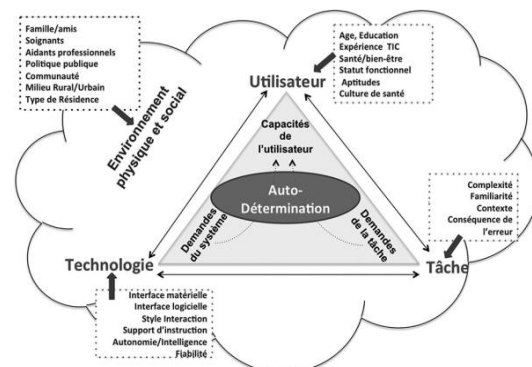 Famille/amis
Soignants
Aidants professionnels
Politique publique
Communauté
Milieu Rural/Urbain
Type de Résidence
Environnement
physique et social
Age, Education
Expérience TIC
Santé/bien-être
Statut fonctionnel
Aptitudes
Culture de santé
Utilisateur
Capacités
de
l'utilisateur
Auto-
Détermination
Demandes
du système
Demandes
de la tâche
Complexité
Familiarité
Contexte
Conséquence de
l'erreur
Technologie
Tâche
Interface matérielle
Interface logicielle
Style Interaction
Support d'instruction
Autonomie/Intelligence
Fiabilité